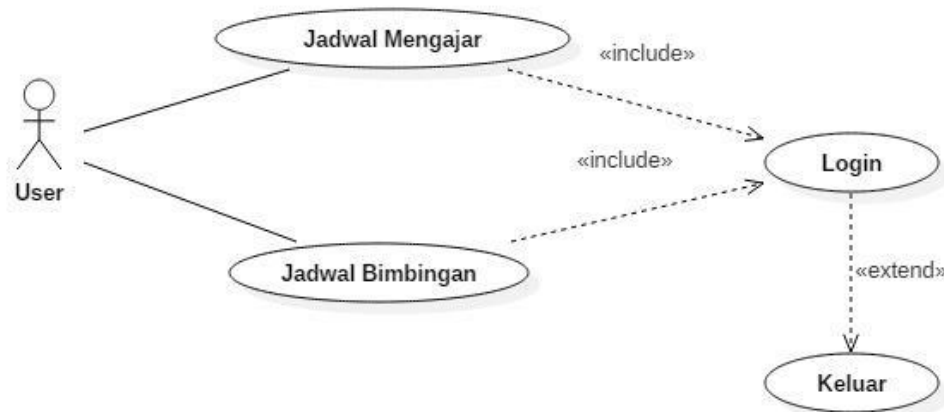 Jadwal Mengajar
«include»
User
«include»
Login
Jadwal Bimbingan
«extend»
Keluar